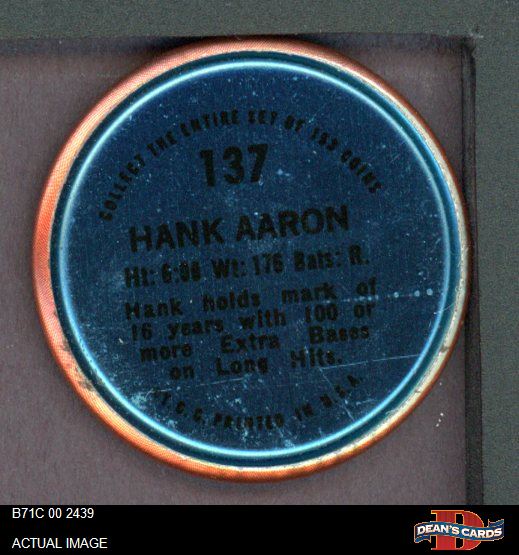 COLLECT THE ENTIRE SET OF 153 COINS
137
HANK AARON
Ht: 6:00 Wt: 176 Bats: R.
Hank holds mark of
16 years with 100 or
more Extra Bases
on Long Hits.
T. C. G. PRINTED IN U.S.A.
B71C 00 2439
ACTUAL IMAGE
D
DEAN'S CARDS